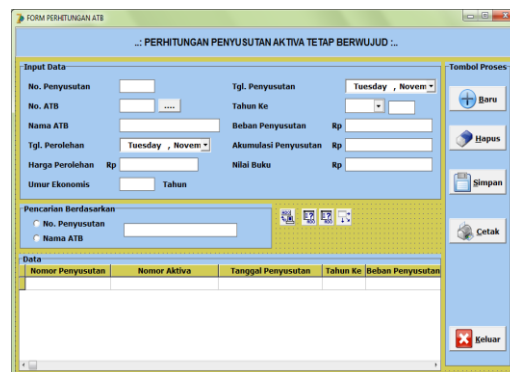 FORM PERHITUNGAN ATB
..: PERHITUNGAN PENYUSUTAN AKTIVA TETAP BERWUJUD :..
Input Data
No. Penyusutan
Tgl. Penyusutan
Tuesday , Novem
No. ATB
....
Tahun Ke
Nama ATB
Beban Penyusutan Rp
Tgl. Perolehan
Tuesday , Novem
Akumulasi Penyusutan Rp
Harga Perolehan Rp
Nilai Buku Rp
Umur Ekonomis
Tahun
Pencarian Berdasarkan
No. Penyusutan
Nama ATB
Data
Nomor Penyusutan Nomor Aktiva Tanggal Penyusutan Tahun Ke Beban Penyusutan
Tombol Proses
Baru
Hapus
Simpan
Cetak
Keluar